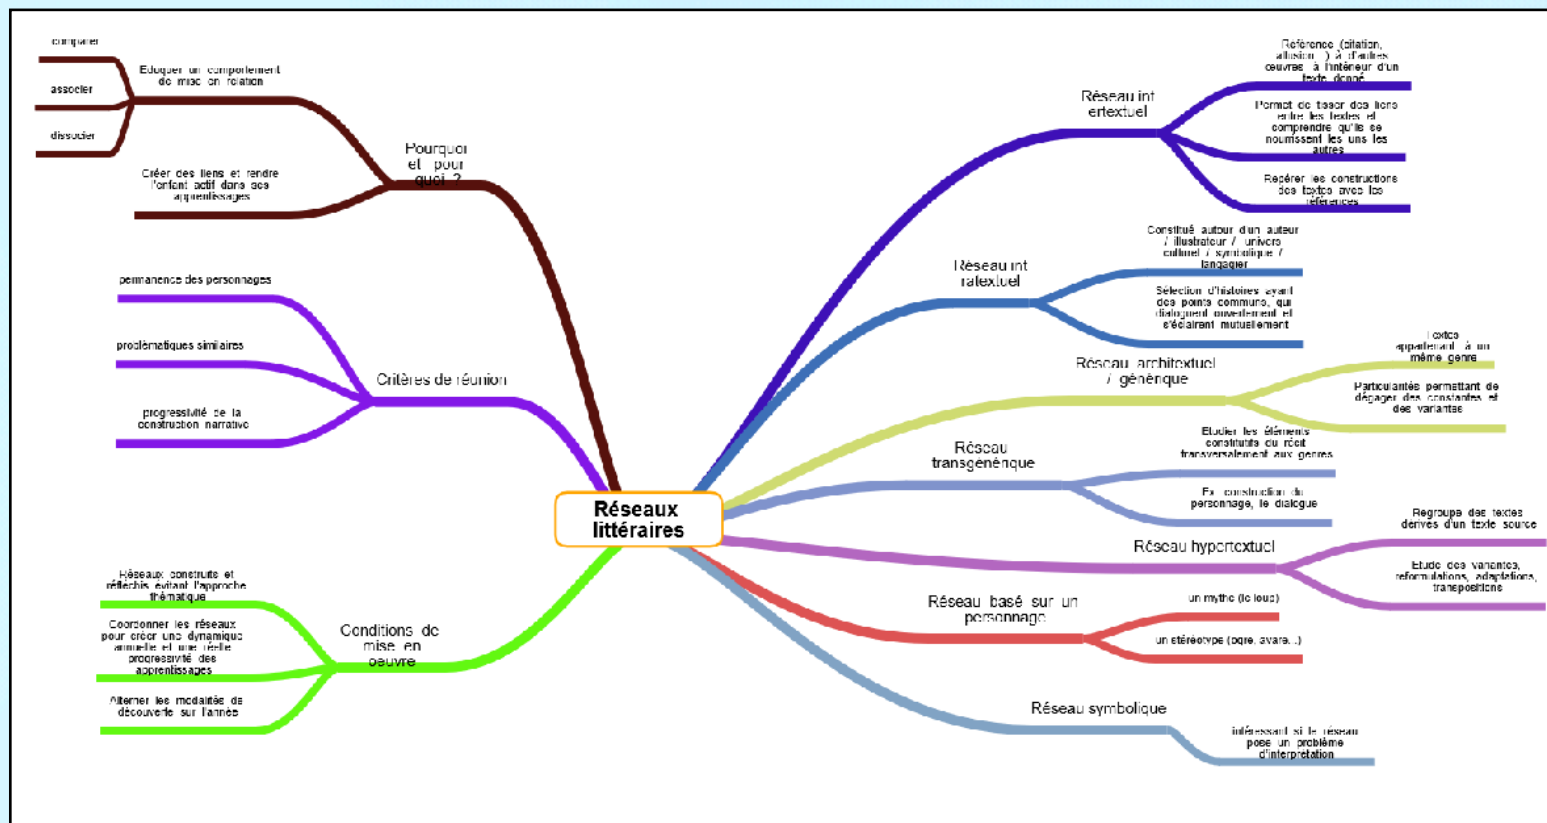 Réseaux
littéraires
Pourquoi
et pour
quoi ?
Eduquer un comportement
de mise en relation
comparer
associer
dissocier
Créer des liens et rendre
l'enfant actif dans ses
apprentissages
Critères de réunion
permanence des personnages
problématiques similaires
progressivité de la
construction narrative
Conditions de
mise en
oeuvre
Réseaux construits et
réfléchis évitant l'approche
thématique
Coordonner les réseaux
pour créer une dynamique
annuelle et une réelle
progressivité des
apprentissages
Alterner les modalités de
découverte sur l'année
Réseau int
ertextuel
Référence (citation,
allusion...) à d'autres
œuvres à l'intérieur d'un
texte donné
Permet de tisser des liens
entre les textes et
comprendre qu'ils se
nourrissent les uns les
autres
Repérer les constructions
des textes avec les
références
Réseau int
ratextuel
Constitué autour d'un auteur
/ illustrateur / univers
culturel / symbolique /
langagier
Sélection d'histoires ayant
des points communs, qui
dialoguent ouvertement et
s'éclairent mutuellement
Réseau architextuel
/ générique
Textes
appartenant à un
même genre
Particularités permettant de
dégager des constantes et
des variantes
Réseau
transgénérique
Etudier les éléments
constitutifs du récit
transversalement aux genres
Ex: construction du
personnage, le dialogue
Réseau hypertextuel
Regroupe des textes
dérivés d'un texte source
Etude des variantes,
reformulations, adaptations,
transpositions
Réseau basé sur un
personnage
un mythe (le loup)
un stéréotype (ogre, avare...)
Réseau symbolique
intéressant si le réseau
pose un problème
d'interprétation